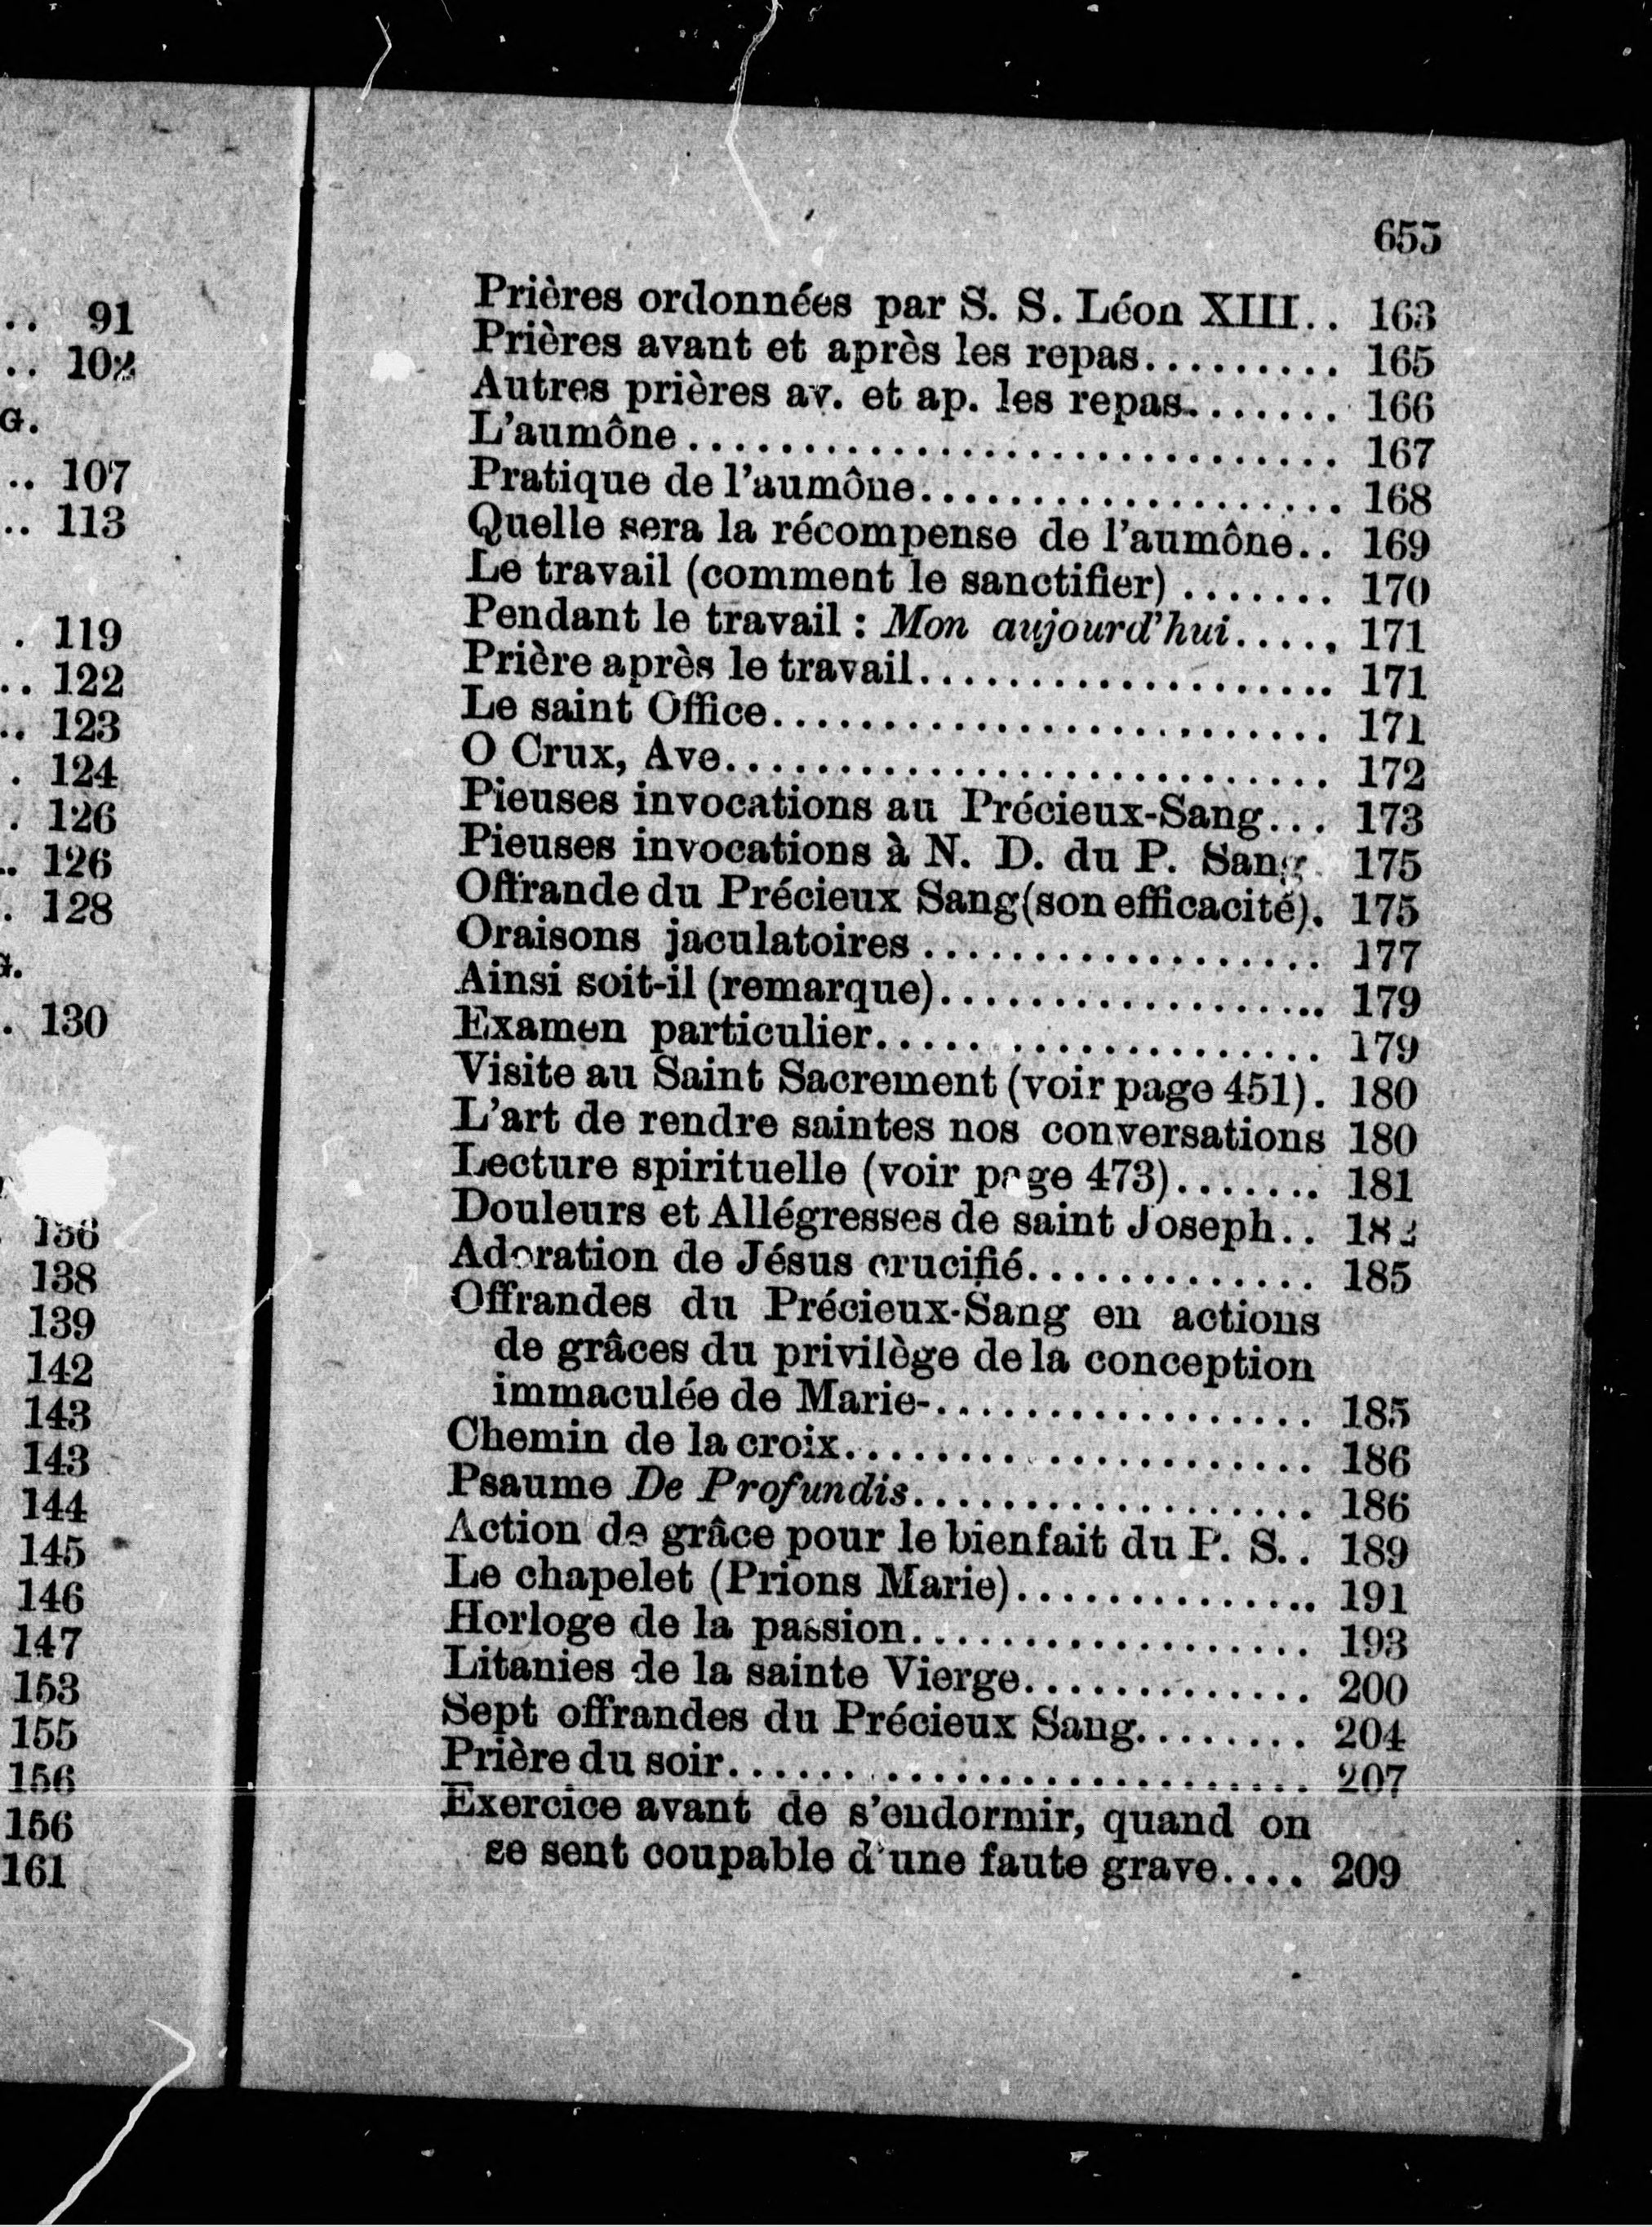 .. 91
.. 102
G.
.. 107
.. 113
. 119
.. 122
.. 123
. 124
. 126
.. 126
. 128
. 130
138
139
142
143
143
144
145
146
147
153
155
156
156
161
655
Prières ordonnées par S. S. Léon XIII.. 163
Prières avant et après les repas......... 165
Autres prières av. et ap. les repas....... 166
L'aumône.............................. 167
Pratique de l'aumône................... 168
Quelle sera la récompense de l'aumône.. 169
Le travail (comment le sanctifier) ....... 170
Pendant le travail : Mon aujourd'hui..... 171
Prière après le travail................... 171
Le saint Office.......................... 171
O Crux, Ave............................ 172
Pieuses invocations au Précieux-Sang... 173
Pieuses invocations à N. D. du P. Sang. 175
Offrande du Précieux Sang(son efficacité). 175
Oraisons jaculatoires .................. 177
Ainsi soit-il (remarque).................. 179
Examen particulier..................... 179
Visite au Saint Sacrement (voir page 451). 180
L'art de rendre saintes nos conversations 180
Lecture spirituelle (voir page 473)....... 181
Douleurs et Allégresses de saint Joseph..
Adoration de Jésus crucifié............. 185
Offrandes du Précieux-Sang en actions
de grâces du privilège de la conception
immaculée de Marie-................. 185
Chemin de la croix...................... 186
Psaume De Profundis................... 186
Action de grâce pour le bienfait du P. S.. 189
Le chapelet (Prions Marie).............. 191
Horloge de la passion................... 193
Litanies de la sainte Vierge............. 200
Sept offrandes du Précieux Sang........ 204
Prière du soir........................... 207
Exercice avant de s'endormir, quand on
se sent coupable d'une faute grave.... 209